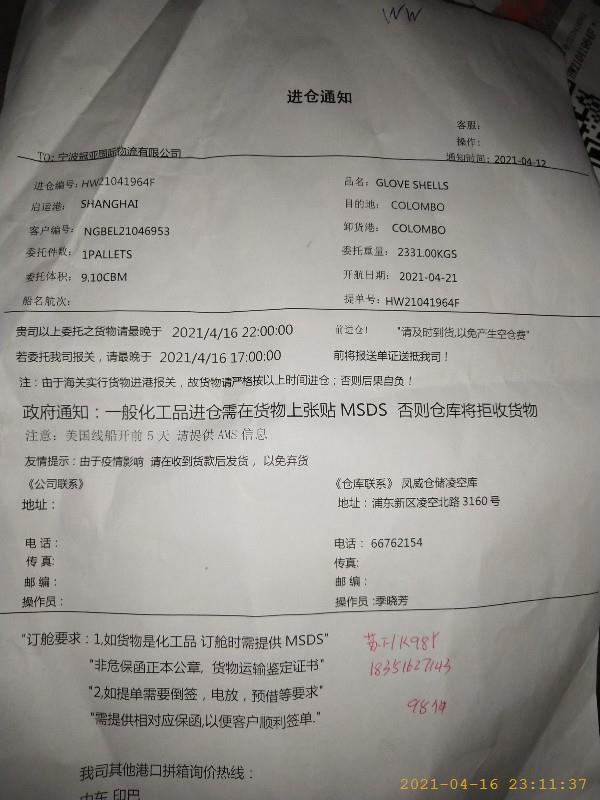 WW
进仓通知
客服：
操作：
TO：宁波冠亚国际物流有限公司 通知时间：2021-04-12
进仓编号：HW21041964F 品名：GLOVE SHELLS
启运港： SHANGHAI 目的地： COLOMBO
客户编号： NGBEL21046953 卸货港： COLOMBO
委托件数：1PALLETS 委托重量：2331.00KGS
委托体积：9.10CBM 开航日期：2021-04-21
船名航次： 提单号：HW21041964F
贵司以上委托之货物请最晚于 2021/4/16 22:00:00 前进仓！ "请及时到货,以免产生空仓费"
若委托我司报关，请最晚于 2021/4/16 17:00:00 前将报送单证送抵我司！
注：由于海关实行货物进港报关，故货物请严格按以上时间进仓；否则后果自负！
政府通知：一般化工品进仓需在货物上张贴 MSDS 否则仓库将拒收货物
注意：美国线船开前 5 天 请提供 AMS 信息
友情提示：由于疫情影响 请在收到货款后发货，以免弃货
《公司联系》 《仓库联系》 凤威仓储凌空库
地址： 地址：浦东新区凌空北路 3160 号
电话： 电话： 66762154
传真: 传真:
邮编： 邮编：
操作员： 操作员 :季晓芳
"订舱要求：1,如货物是化工品 订舱时需提供 MSDS"
"非危保函正本公章，货物运输鉴定证书" 18351627143
"2,如提单需要倒签，电放，预借等要求"
"需提供相对应保函,以便客户顺利签单."
我司其他港口拼箱询价热线：
中东 印巴
2021-04-16 23:11:37